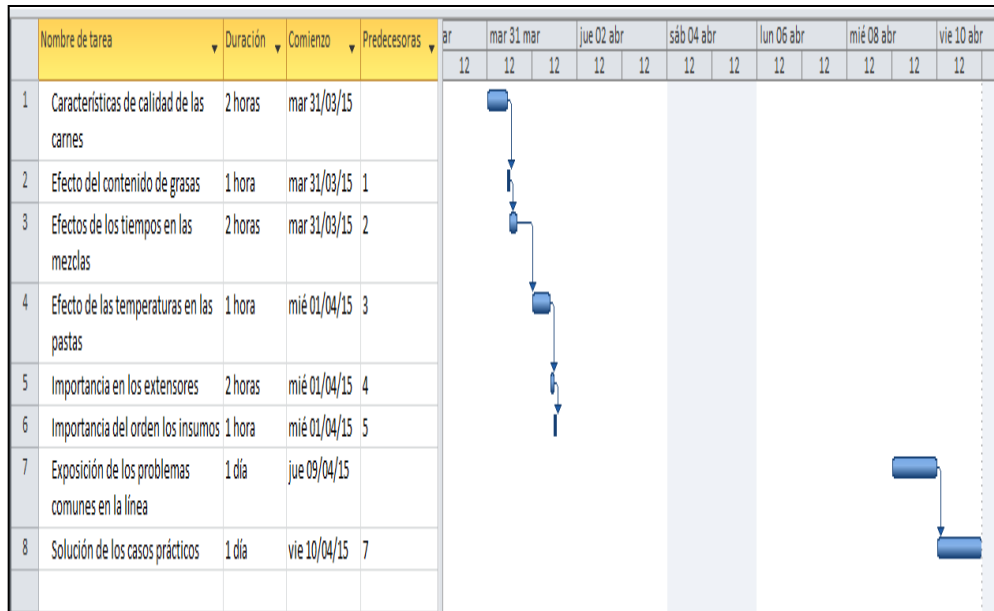 Nombre de tarea Duración Comienzo Predecesoras
ar mar 31 mar jue 02 abr sáb 04 abr lun 06 abr mié 08 abr vie 10 abr
12 12 12 12 12 12 12 12 12 12 12 12
1 Características de calidad de las 2 horas mar 31/03/15
carnes
2 Efecto del contenido de grasas 1 hora mar 31/03/15 1
3 Efectos de los tiempos en las 2 horas mar 31/03/15 2
mezclas
4 Efecto de las temperaturas en las 1 hora mié 01/04/15 3
pastas
5 Importancia en los extensores 2 horas mié 01/04/15 4
6 Importancia del orden los insumos 1 hora mié 01/04/15 5
7 Exposición de los problemas 1 día jue 09/04/15
comunes en la línea
8 Solución de los casos prácticos 1 día vie 10/04/15 7